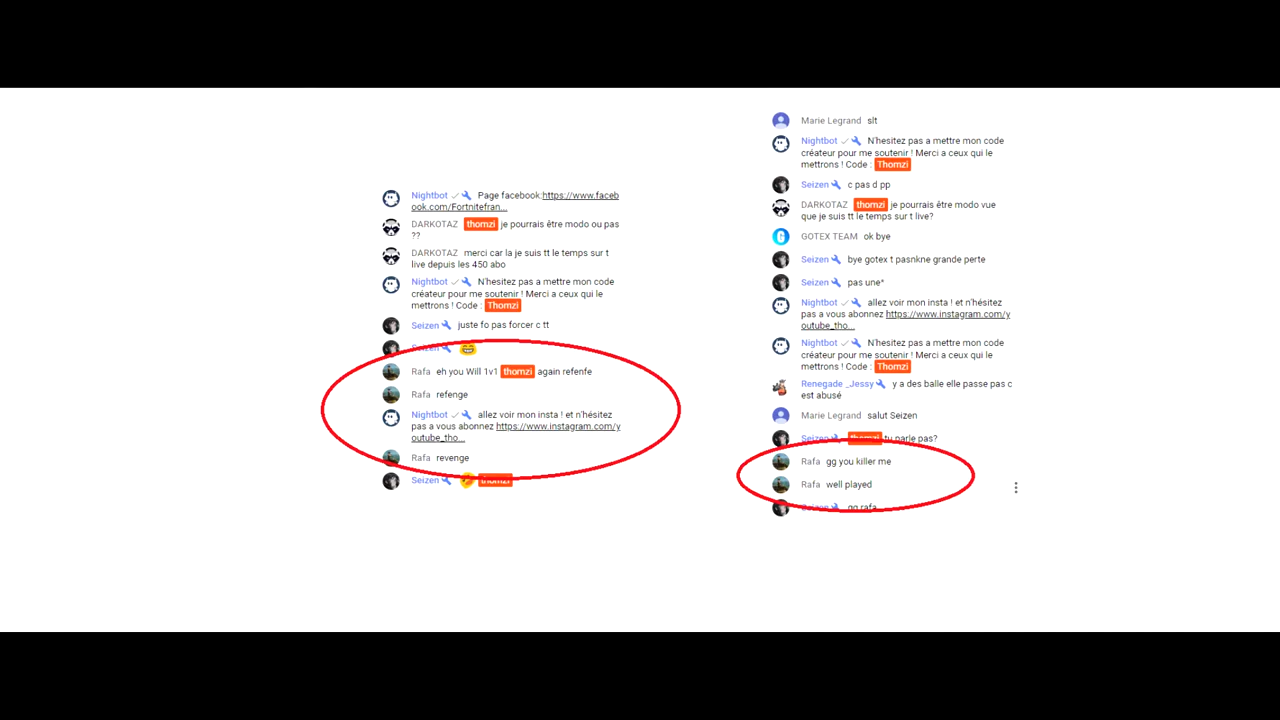 Nightbot Page facebook:https://www.faceb
ook.com/Fortnitefran...
DARKOTAZ thomzi je pourrais être modo ou pas
??
DARKOTAZ merci car la je suis tt le temps sur t
live depuis les 450 abo
Nightbot N'hesitez pas a mettre mon code
créateur pour me soutenir ! Merci a ceux qui le
mettrons ! Code : Thomzi
Seizen juste fo pas forcer c tt
Seizen
Rafa eh you Will 1v1 thomzi again refenfe
Rafa refenge
Nightbot allez voir mon insta ! et n'hésitez
pas a vous abonnez https://www.instagram.com/y
outube_tho...
Rafa revenge
Seizen thomzi
Marie Legrand slt
Nightbot N'hesitez pas a mettre mon code
créateur pour me soutenir ! Merci a ceux qui le
mettrons ! Code : Thomzi
Seizen c pas d pp
DARKOTAZ thomzi je pourrais être modo vue
que je suis tt le temps sur t live?
GOTEX TEAM ok bye
Seizen bye gotex t pasnkne grande perte
Seizen pas une*
Nightbot allez voir mon insta ! et n'hésitez
pas a vous abonnez https://www.instagram.com/y
outube_tho...
Nightbot N'hesitez pas a mettre mon code
créateur pour me soutenir ! Merci a ceux qui le
mettrons ! Code : Thomzi
Renegade _Jessy y a des balle elle passe pas c
est abusé
Marie Legrand salut Seizen
Seizen thomzi tu parle pas?
Rafa gg you killer me
Rafa well played
Seizen gg rafa